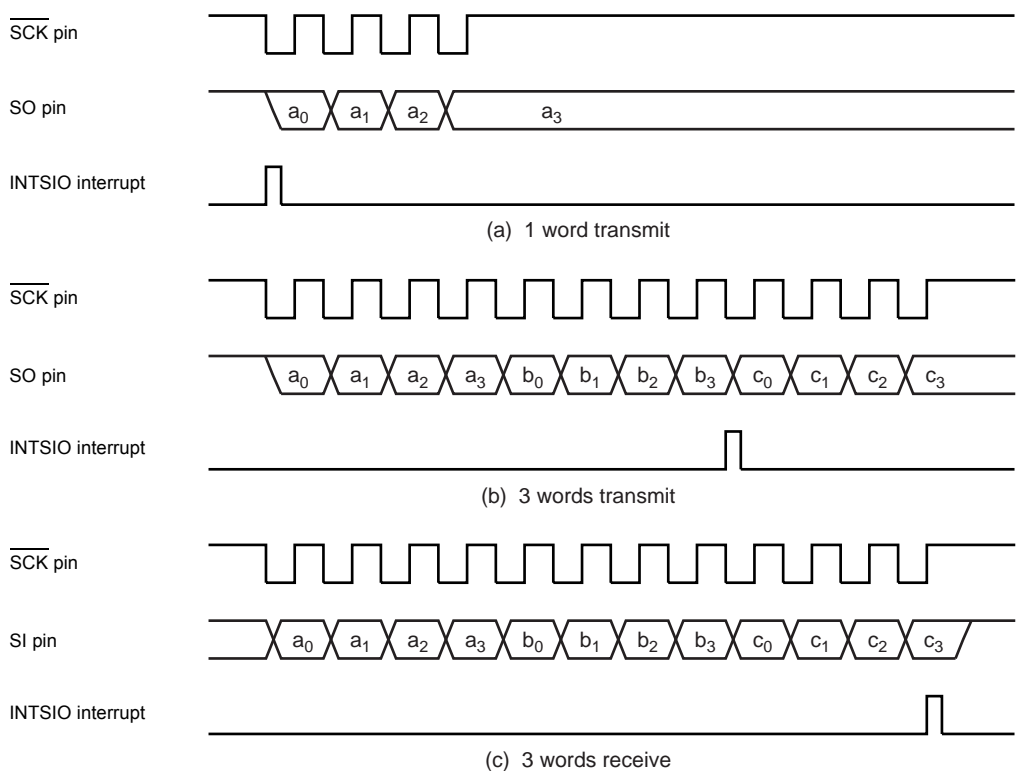 SCK pin
SO pin
a0 a1 a2 a3
INTSIO interrupt
(a) 1 word transmit
SCK pin
SO pin
a0 a1 a2 a3 b0 b1 b2 b3 c0 c1 c2 c3
INTSIO interrupt
(b) 3 words transmit
SCK pin
SI pin
a0 a1 a2 a3 b0 b1 b2 b3 c0 c1 c2 c3
INTSIO interrupt
(c) 3 words receive